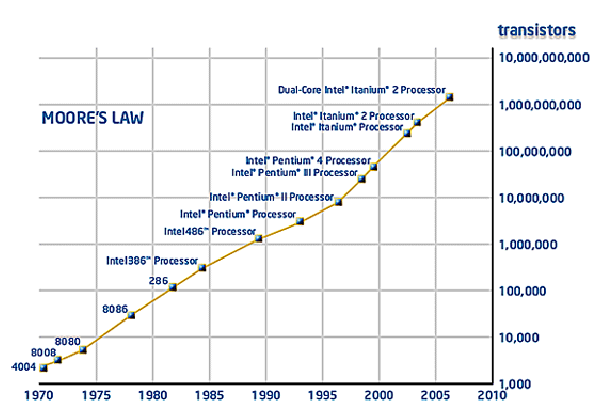 transistors
10,000,000,000
Dual-Core Intel® Itanium® 2 Processor
1,000,000,000
MOORE'S LAW
Intel® Itanium® 2 Processor
Intel® Itanium® Processor
100,000,000
Intel® Pentium® 4 Processor
Intel® Pentium® III Processor
Intel® Pentium® II Processor
10,000,000
Intel® Pentium® Processor
Intel486™ Processor
1,000,000
Intel386™ Processor
286
100,000
8086
10,000
8080
8008
4004
1,000
1970 1975 1980 1985 1990 1995 2000 2005 2010